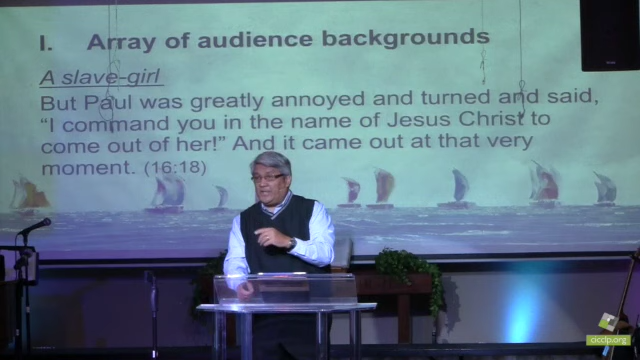 I. Array of audience backgrounds
A slave-girl
But Paul was greatly annoyed and turned and said,
“I command you in the name of Jesus Christ to
come out of her!” And it came out at that very
moment. (16:18)
cicclp.org